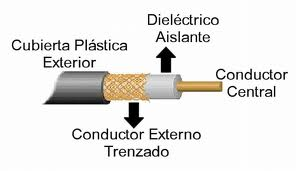 Dieléctrico
Aislante
Cubierta Plástica
Exterior
Conductor
Central
Conductor Externo
Trenzado